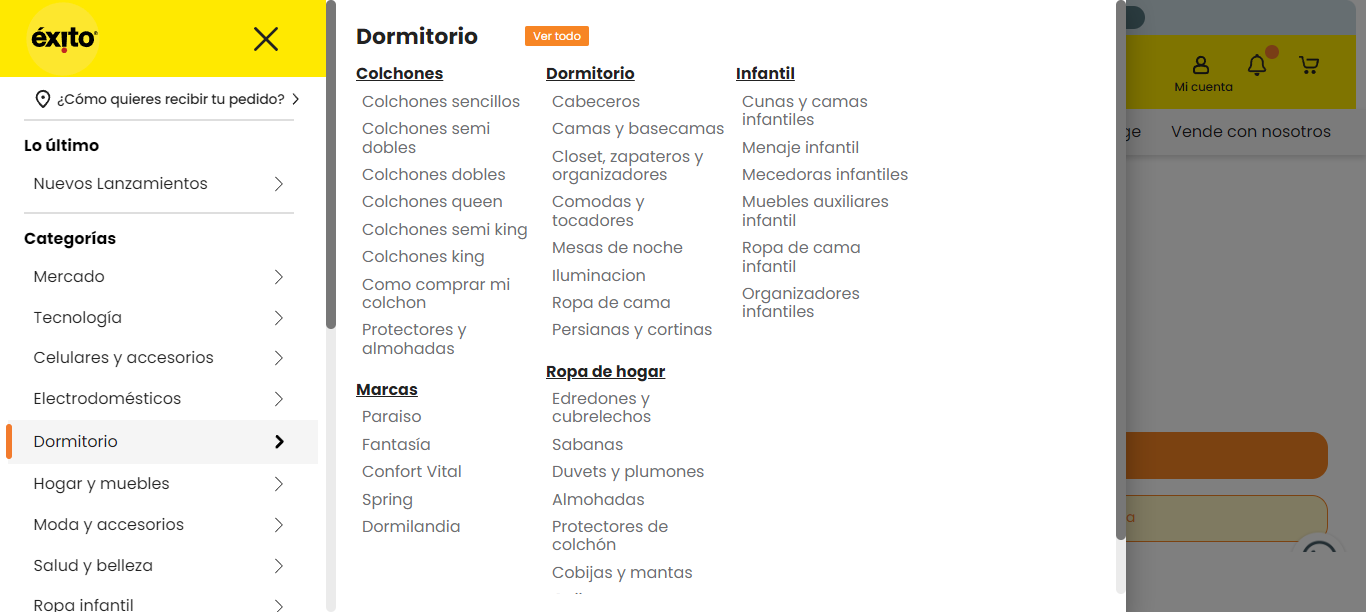 éxito
¿Cómo quieres recibir tu pedido?
Lo último
Nuevos Lanzamientos
Categorías
Mercado
Tecnología
Celulares y accesorios
Electrodomésticos
Dormitorio
Hogar y muebles
Moda y accesorios
Salud y belleza
Ropa infantil
Dormitorio
Ver todo
Colchones
Colchones sencillos
Colchones semi
dobles
Colchones dobles
Colchones queen
Colchones semi king
Colchones king
Como comprar mi
colchon
Protectores y
almohadas
Marcas
Paraiso
Fantasía
Confort Vital
Spring
Dormilandia
Dormitorio
Cabeceros
Camas y basecamas
Closet, zapateros y
organizadores
Comodas y
tocadores
Mesas de noche
Iluminacion
Ropa de cama
Persianas y cortinas
Ropa de hogar
Edredones y
cubrelechos
Sabanas
Duvets y plumones
Almohadas
Protectores de
colchón
Cobijas y mantas
Infantil
Cunas y camas
infantiles
Menaje infantil
Mecedoras infantiles
Muebles auxiliares
infantil
Ropa de cama
infantil
Organizadores
infantiles
Mi cuenta
Vende con nosotros